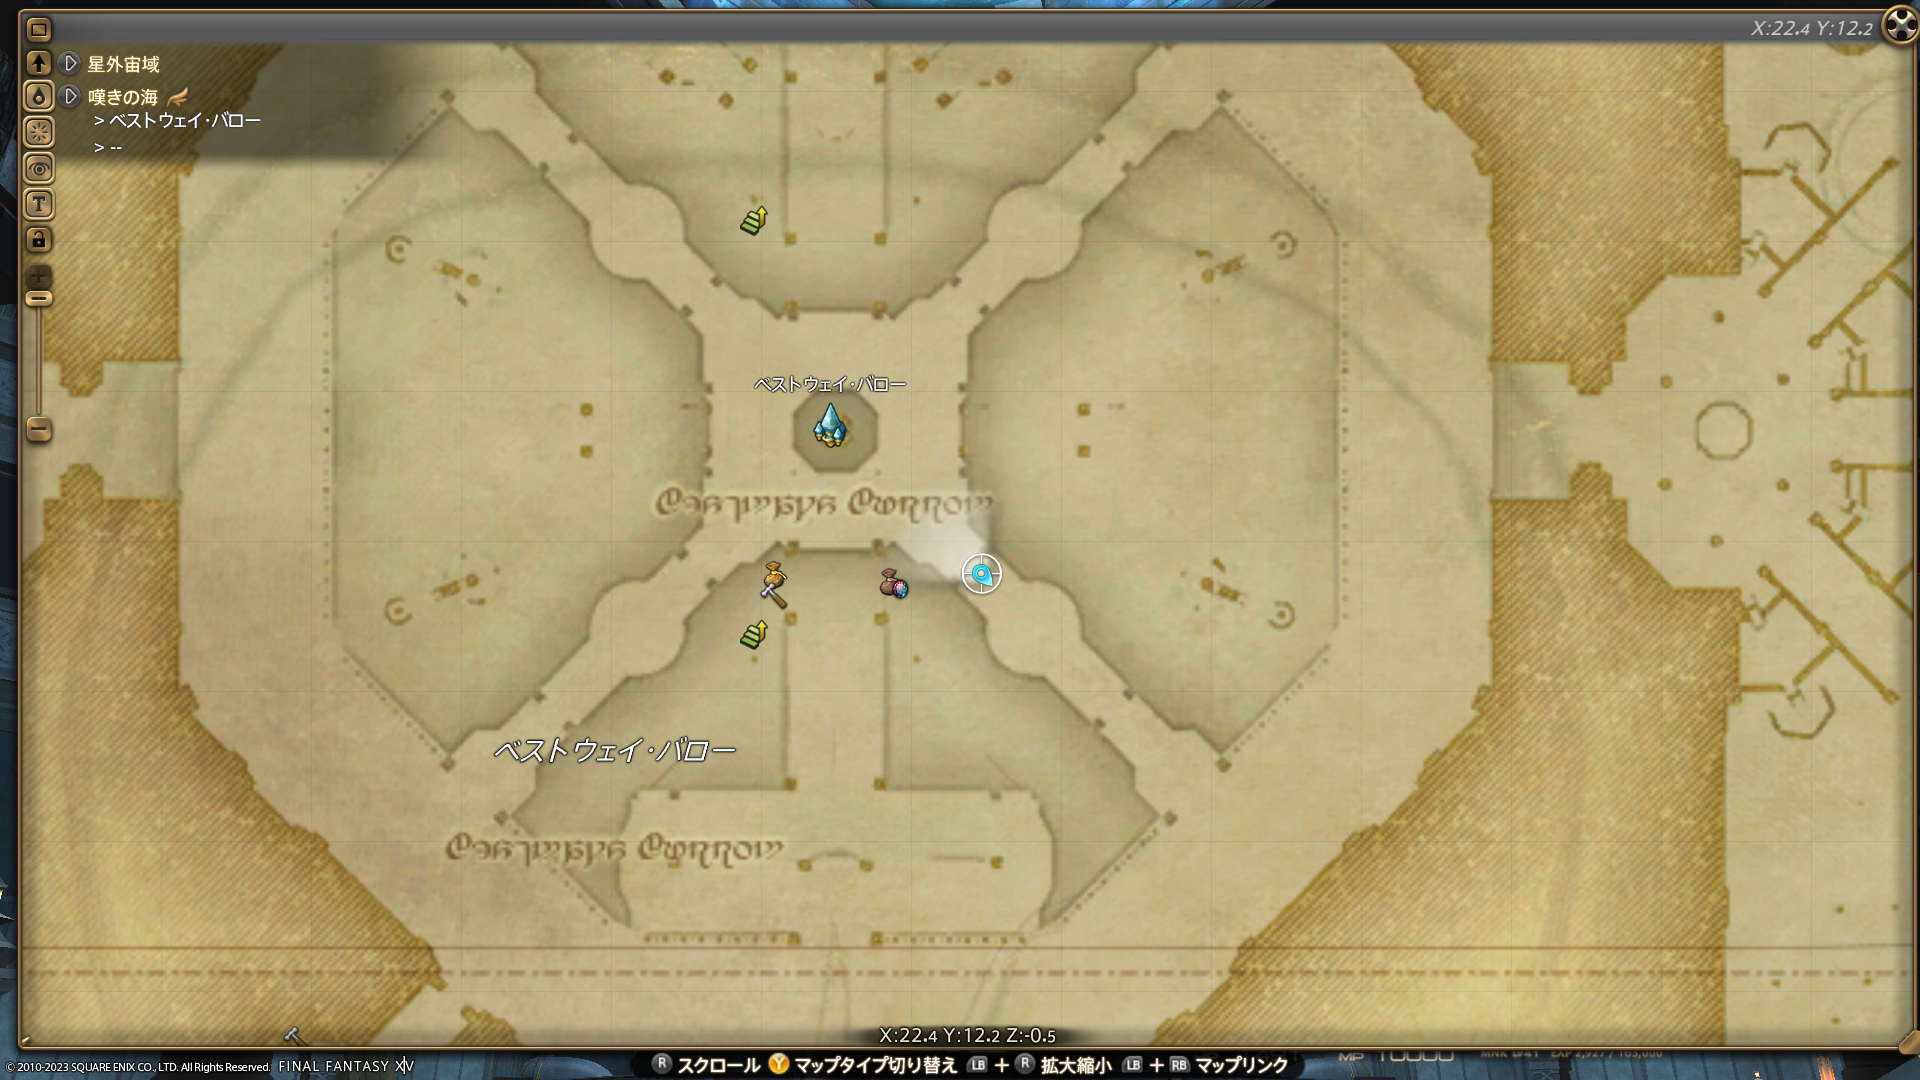 X:22.4 Y:12.2
星外宙域
嘆きの海
> ベストウェイ・バロー
> --
T
ベストウェイ・バロー
ベストウェイ・バロー
X:22.4 Y:12.2 Z:-0.5
R スクロール Y マップタイプ切り替え LB + R 拡大縮小 LB + RB マップリンク
MP 10000
© 2010-2023 SQUARE ENIX CO., LTD. All Rights Reserved. FINAL FANTASY XIV